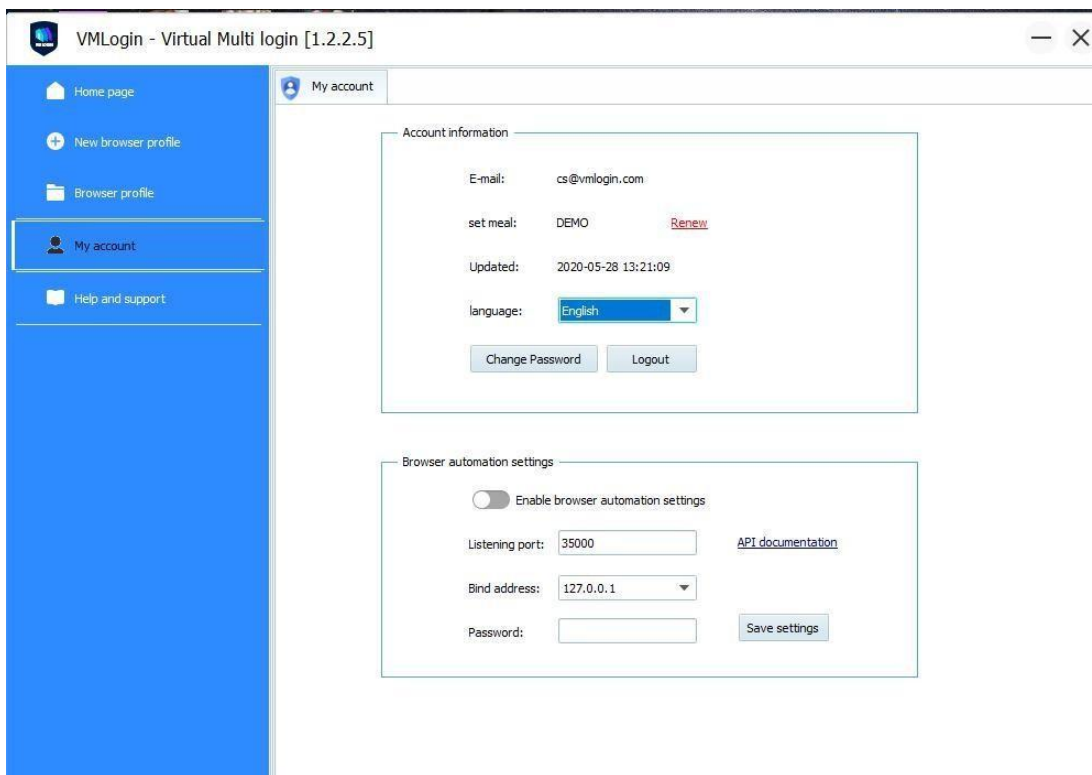 VMLogin - Virtual Multi login [1.2.2.5]
Home page
New browser profile
Browser profile
My account
Help and support
My account
Account information
E-mail: cs@vmlogin.com
set meal: DEMO Renew
Updated: 2020-05-28 13:21:09
language: English
Change Password Logout
Browser automation settings
Enable browser automation settings
Listening port: 35000 API documentation
Bind address: 127.0.0.1
Password: Save settings